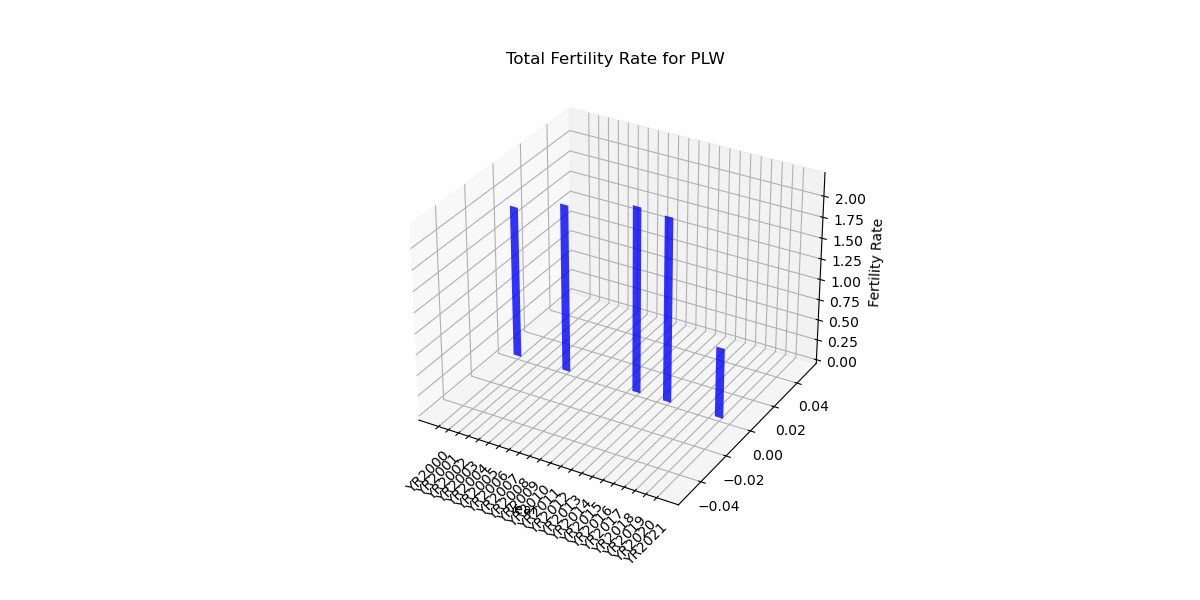 Total Fertility Rate for PLW
2.00
1.75
1.50
1.25
1.00
0.75
0.50
0.25
0.00
Fertility Rate
0.04
0.02
0.00
−0.02
−0.04
YR2000
YR2001
YR2002
YR2003
YR2004
YR2005
YR2006
YR2007
YR2008
YR2009
YR2010
YR2011
YR2012
YR2013
YR2014
YR2015
YR2016
YR2017
YR2018
YR2019
YR2020
YR2021